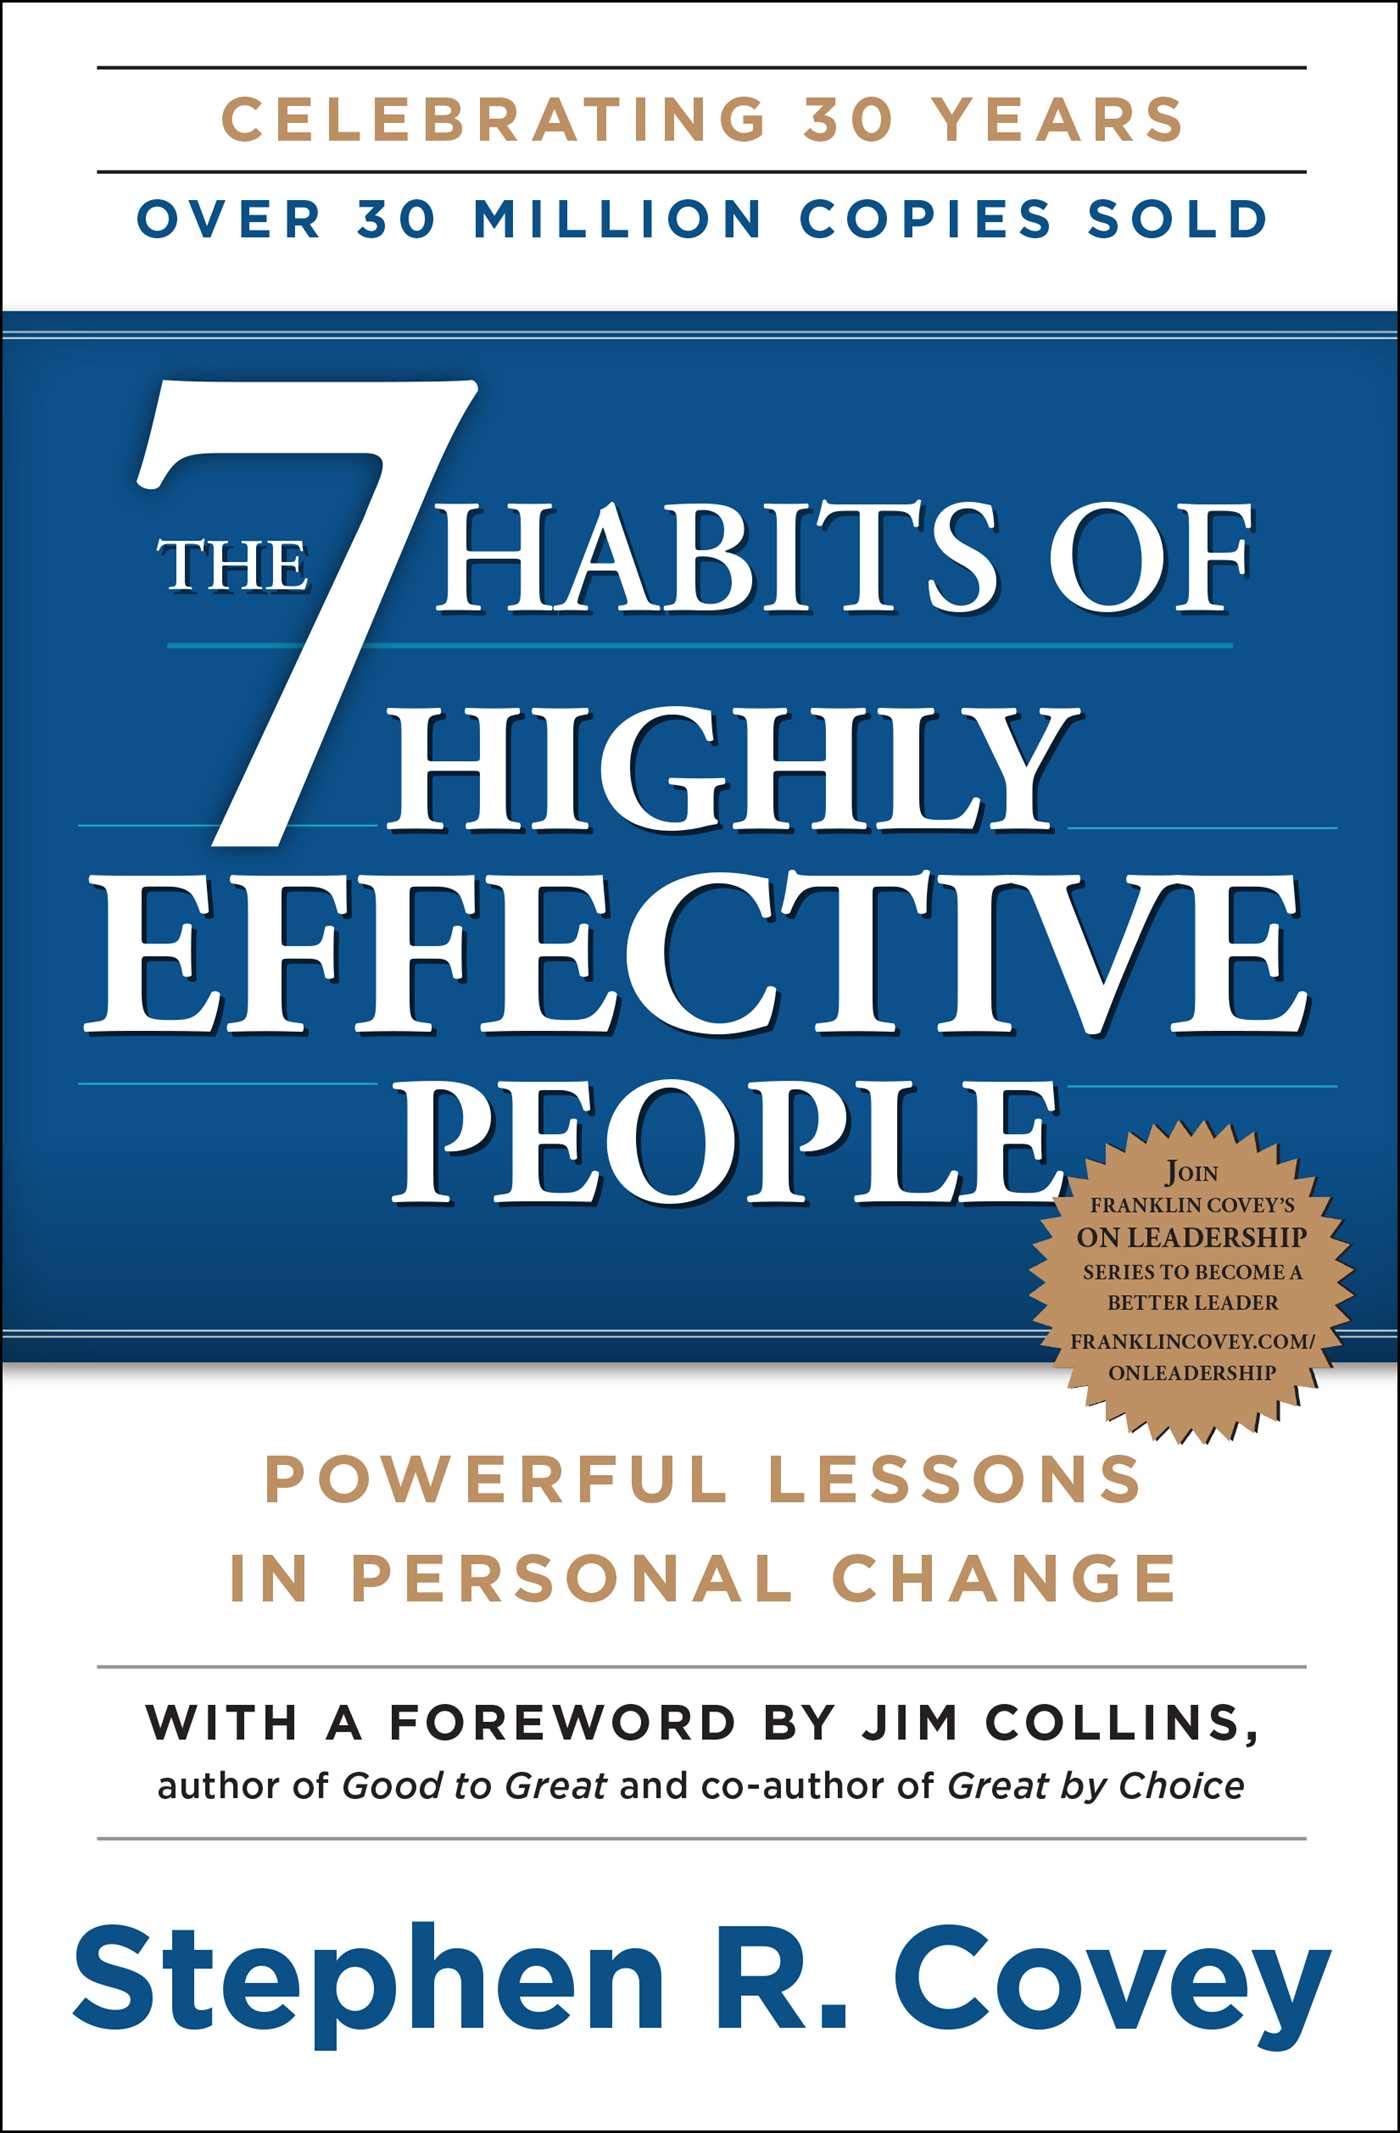 CELEBRATING 30 YEARS
OVER 30 MILLION COPIES SOLD
THE 7 HABITS OF
HIGHLY
EFFECTIVE
PEOPLE
JOIN
FRANKLIN COVEY'S
ON LEADERSHIP
SERIES TO BECOME A
BETTER LEADER
FRANKLINCOVEY.COM/
ONLEADERSHIP
POWERFUL LESSONS
IN PERSONAL CHANGE
WITH A FOREWORD BY JIM COLLINS,
author of Good to Great and co-author of Great by Choice
Stephen R. Covey